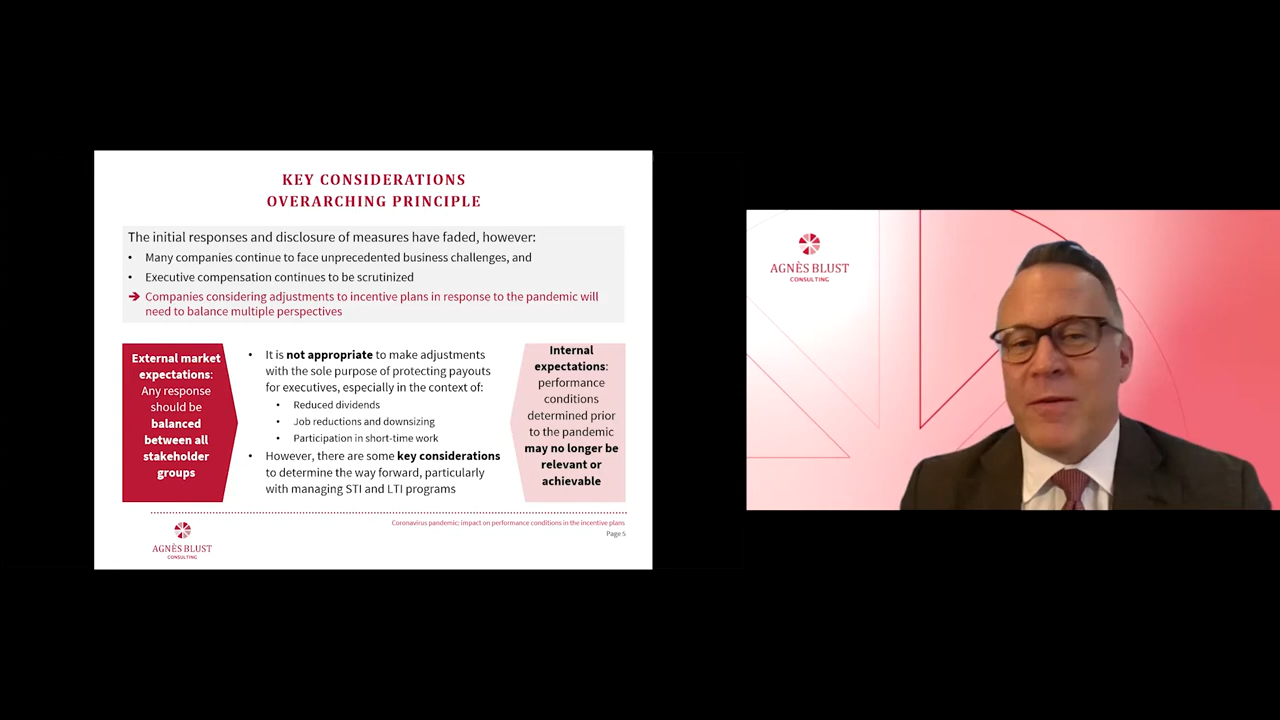 KEY CONSIDERATIONS
OVERARCHING PRINCIPLE
The initial responses and disclosure of measures have faded, however:
• Many companies continue to face unprecedented business challenges, and
• Executive compensation continues to be scrutinized
➔ Companies considering adjustments to incentive plans in response to the pandemic will
need to balance multiple perspectives
External market
expectations:
Any response
should be
balanced
between all
stakeholder
groups
• It is not appropriate to make adjustments
with the sole purpose of protecting payouts
for executives, especially in the context of:
• Reduced dividends
• Job reductions and downsizing
• Participation in short-time work
• However, there are some key considerations
to determine the way forward, particularly
with managing STI and LTI programs
Internal
expectations:
performance
conditions
determined prior
to the pandemic
may no longer be
relevant or
achievable
Coronavirus pandemic: impact on performance conditions in the incentive plans
Page 5
AGNÈS BLUST
CONSULTING
AGNÈS BLUST
CONSULTING